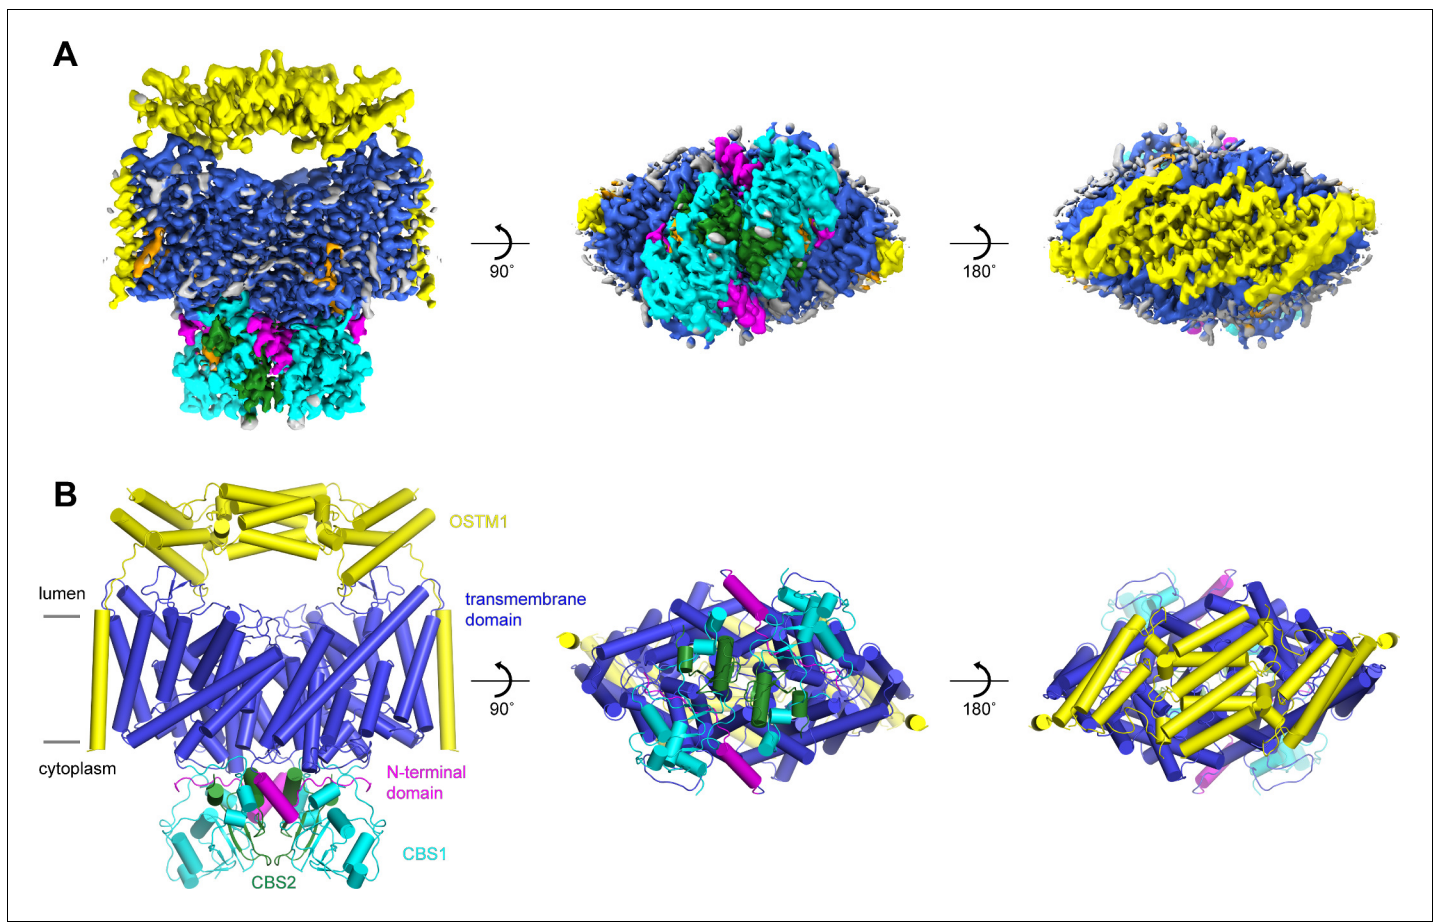 A
90°
180°
B
OSTM1
lumen
transmembrane
domain
90°
180°
cytoplasm
N-terminal
domain
CBS1
CBS2